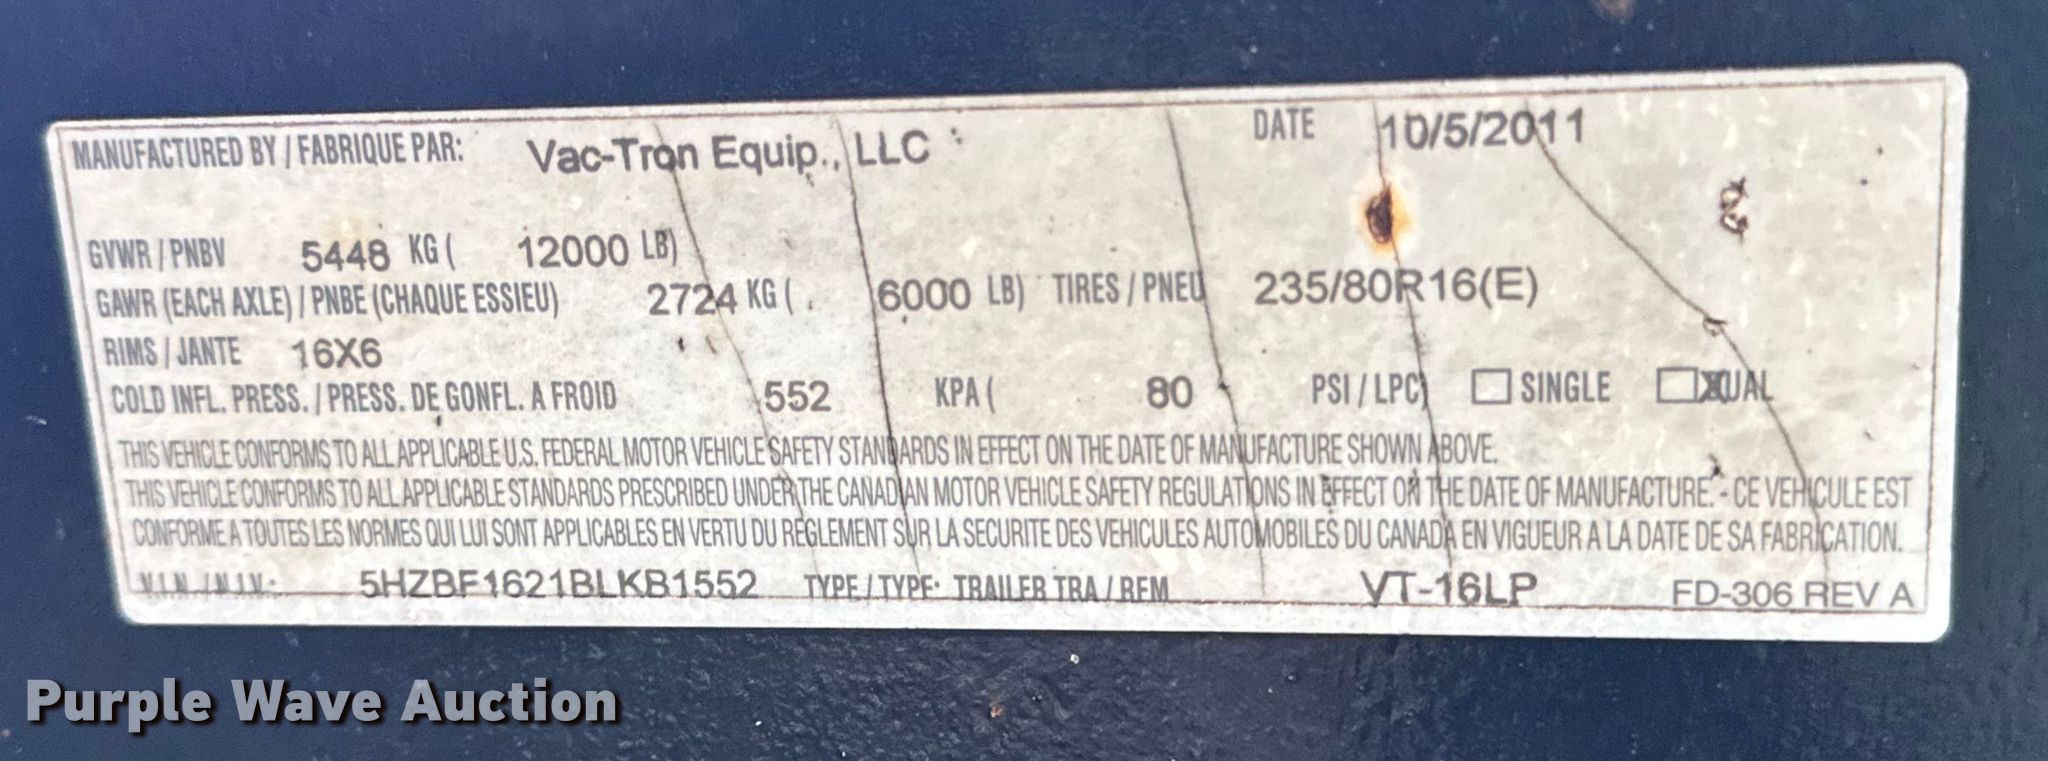 MANUFACTURED BY / FABRIQUE PAR: Vac-Tron Equip., LLC DATE 10/5/2011
GVWR / PNBV 5448 KG ( 12000 LB)
GAWR (EACH AXLE) / PNBE (CHAQUE ESSIEU) 2724 KG ( 6000 LB) TIRES / PNEU 235/80R16(E)
RIMS / JANTE 16X6
COLD INFL. PRESS. / PRESS. DE GONFL. A FROID 552 KPA ( 80 PSI / LPC) SINGLE X DUAL
THIS VEHICLE CONFORMS TO ALL APPLICABLE U.S. FEDERAL MOTOR VEHICLE SAFETY STANDARDS IN EFFECT ON THE DATE OF MANUFACTURE SHOWN ABOVE.
THIS VEHICLE CONFORMS TO ALL APPLICABLE STANDARDS PRESCRIBED UNDER THE CANADIAN MOTOR VEHICLE SAFETY REGULATIONS IN EFFECT ON THE DATE OF MANUFACTURE. - CE VEHICULE EST
CONFORME A TOUTES LES NORMES QUI LUI SONT APPLICABLES EN VERTU DU REGLEMENT SUR LA SECURITE DES VEHICULES AUTOMOBILES DU CANADA EN VIGUEUR A LA DATE DE SA FABRICATION.
V.I.N. / N.I.V.: 5HZBF1621BLKB1552 TYPE / TYPE: TRAILER TRA / REM VT-16LP FD-306 REV A
Purple Wave Auction